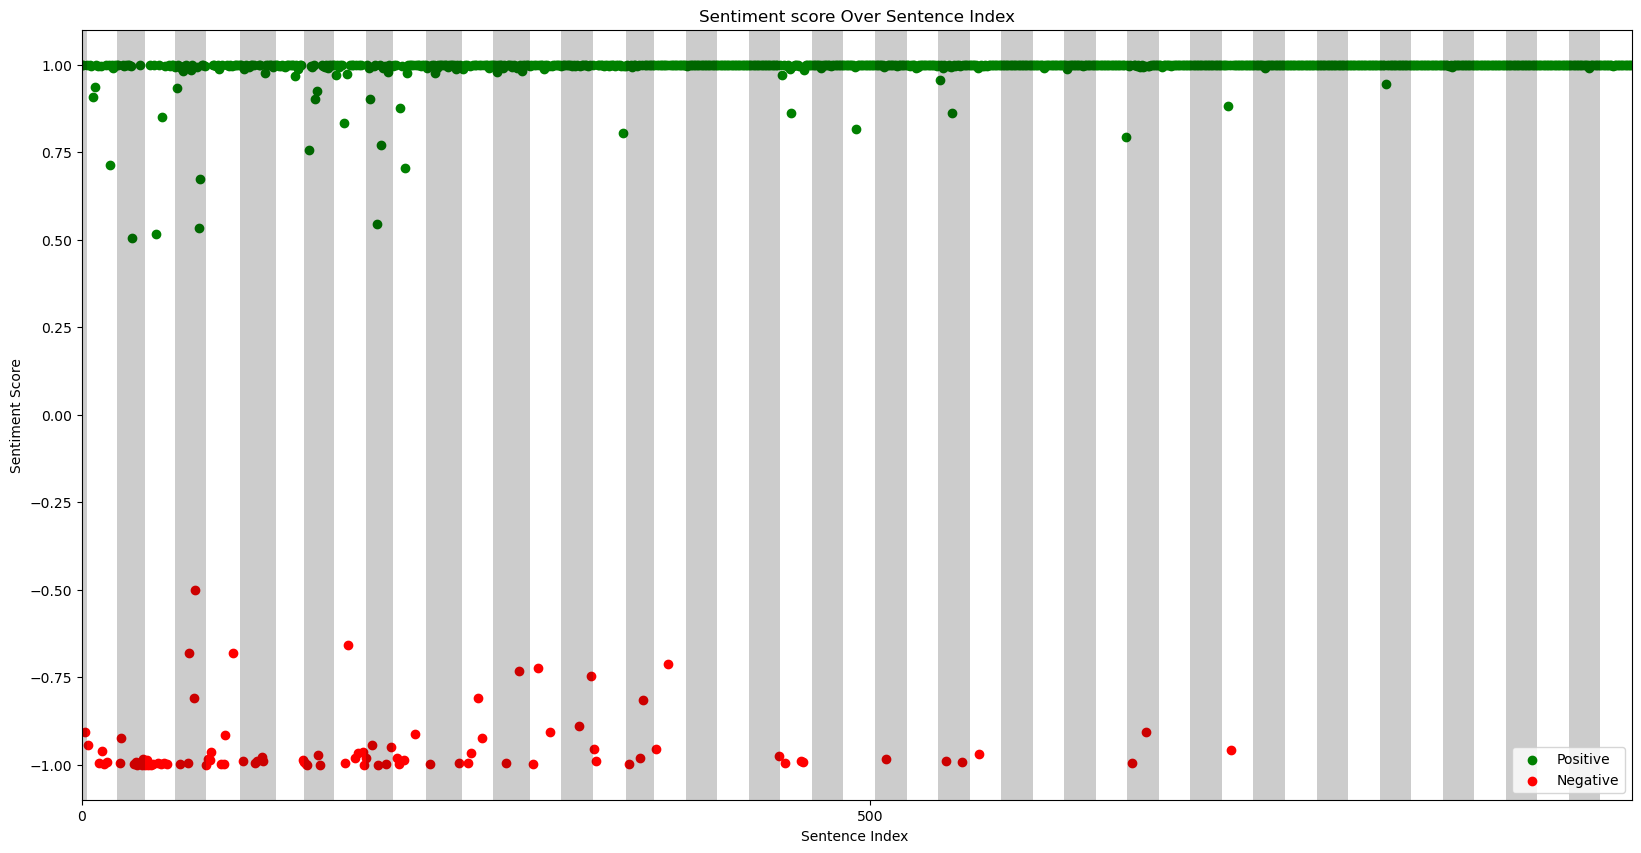 Sentiment score Over Sentence Index
1.00
0.75
0.50
0.25
0.00
−0.25
−0.50
−0.75
−1.00
Sentiment Score
Positive
Negative
0
500
Sentence Index